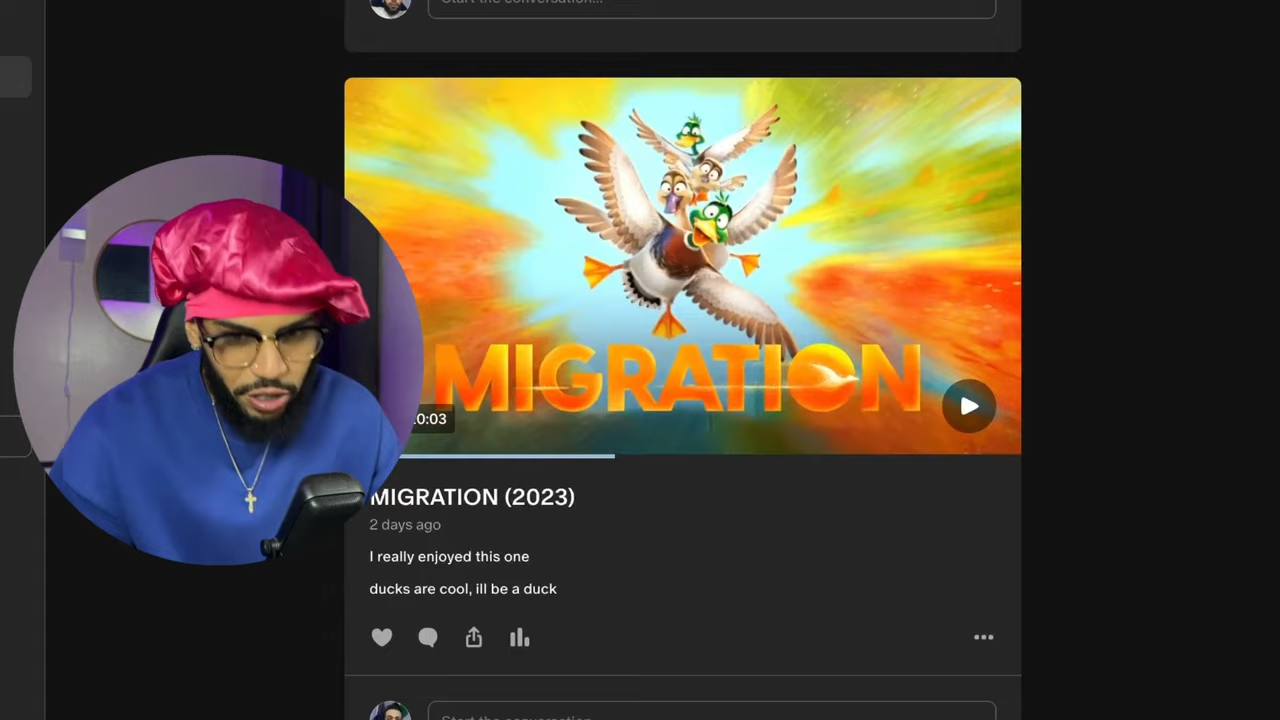 MIGRATION
0:03
MIGRATION (2023)
2 days ago
I really enjoyed this one
ducks are cool, ill be a duck